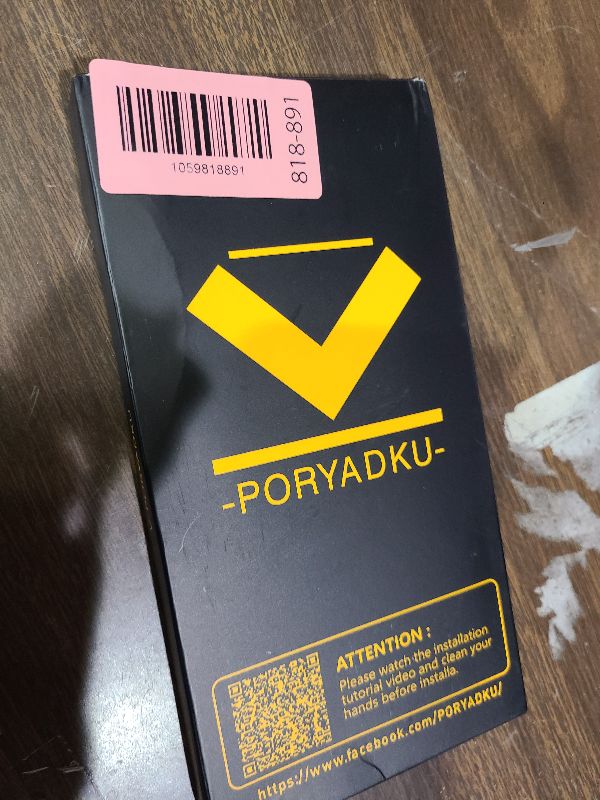 1059818891
818-891
-PORYADKU-
ATTENTION :
Please watch the installation
tutorial video and clean your
hands before installa.
https://www.facebook.com/PORYADKU/